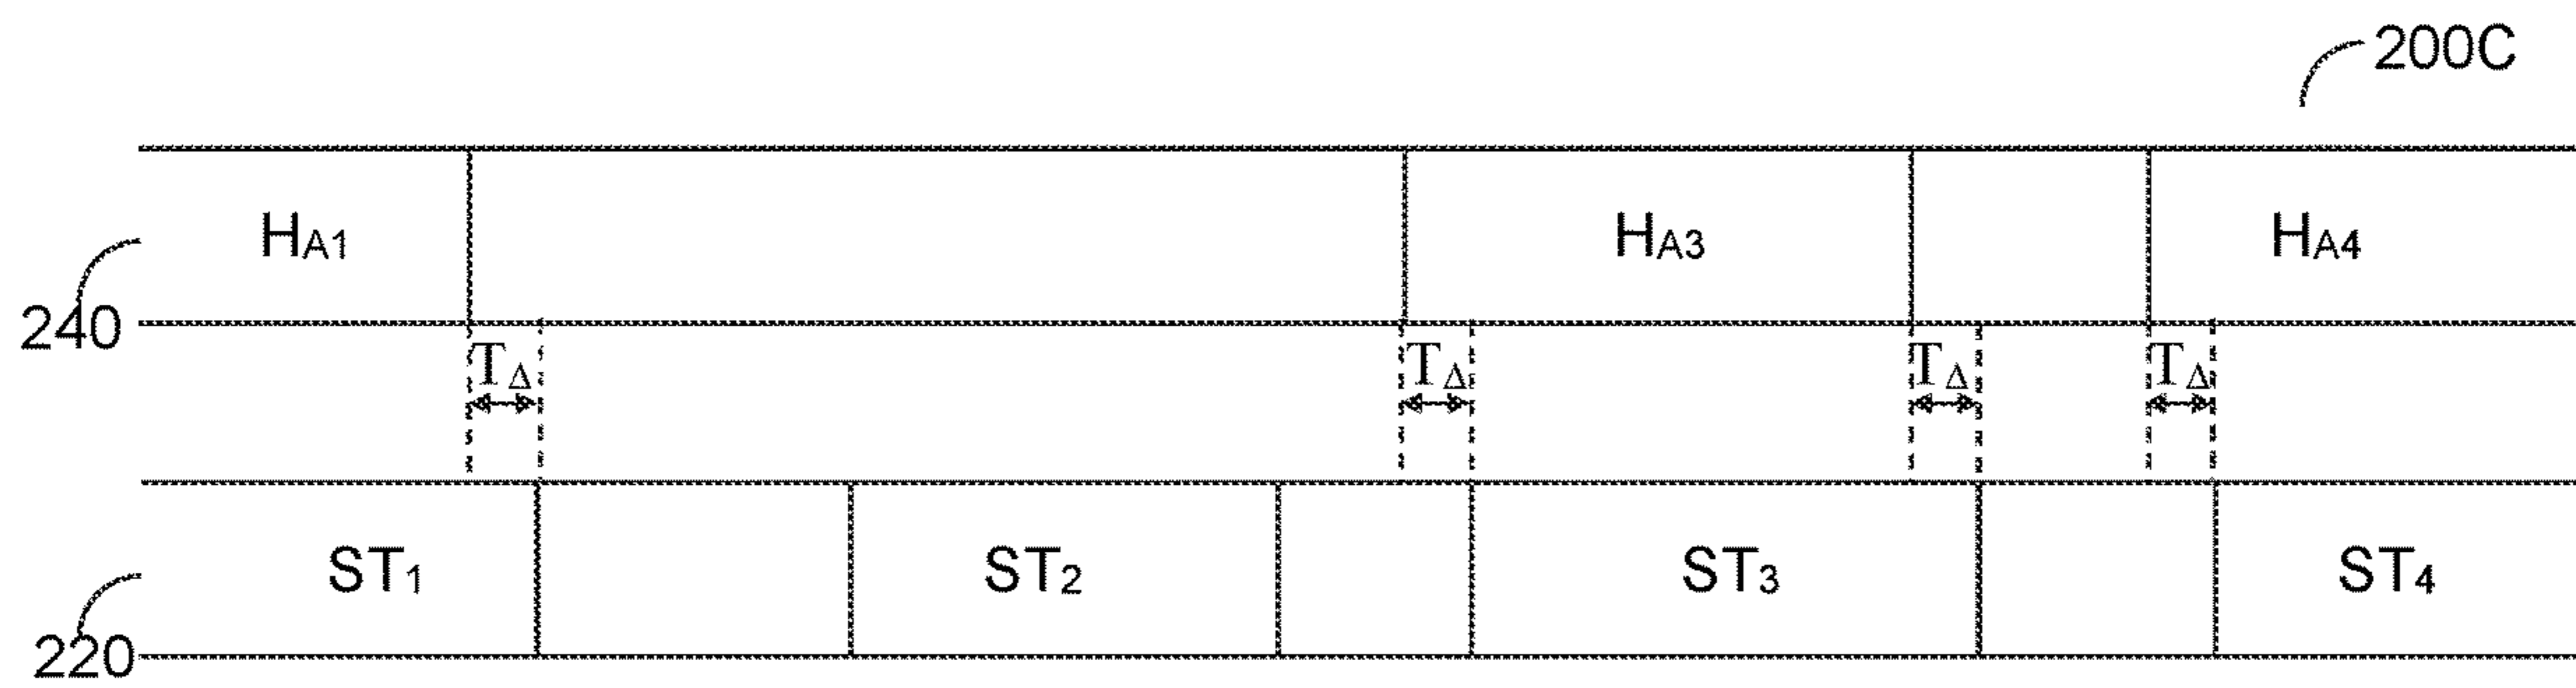 200C
HA1 HA3 HA4
240
TΔ TΔ TΔ TΔ
ST1 ST2 ST3 ST4
220